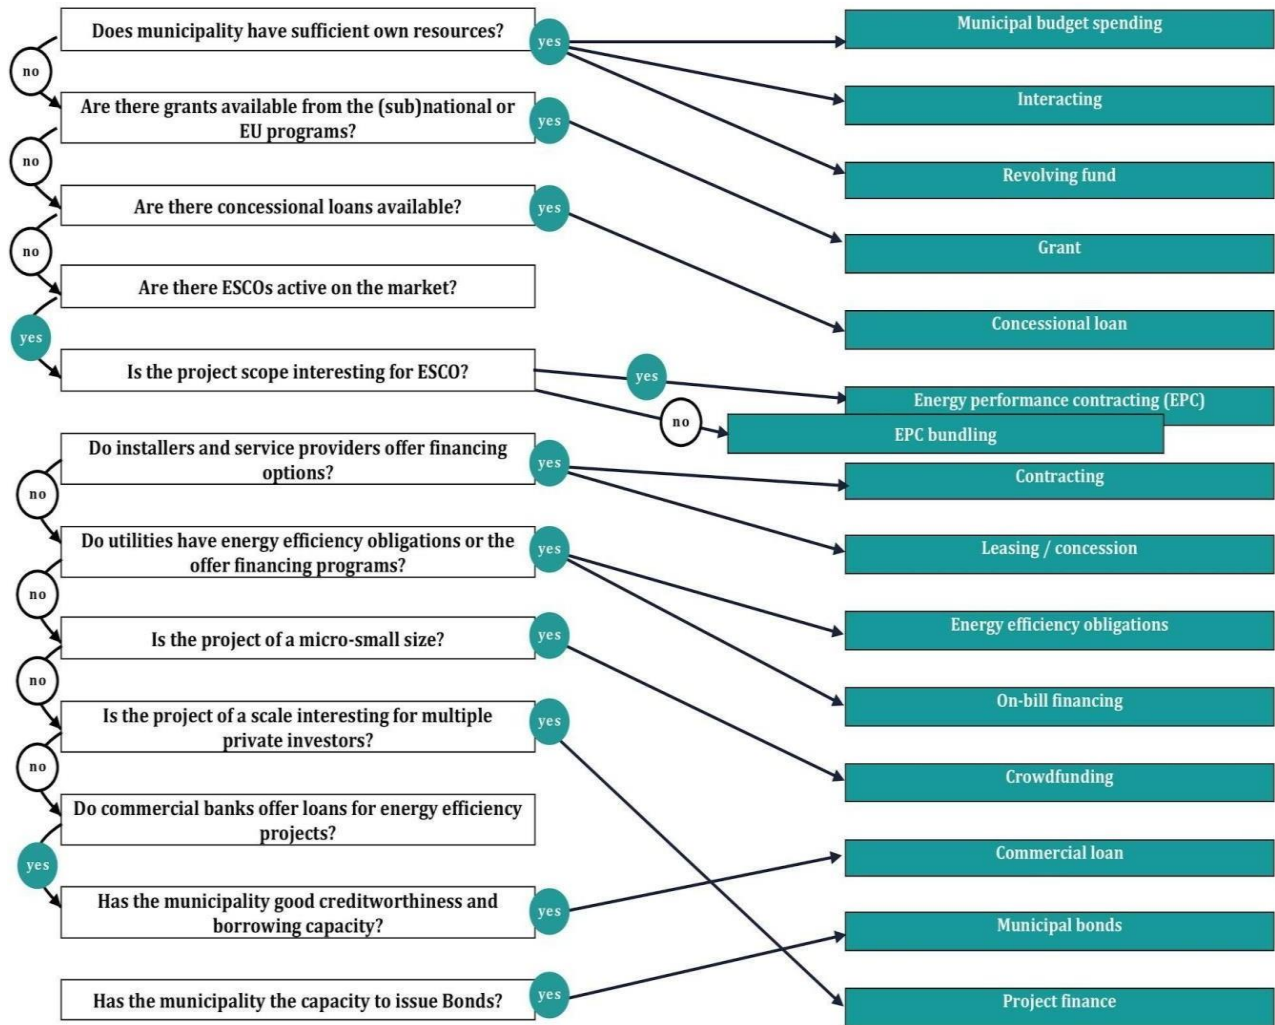 Does municipality have sufficient own resources?
yes
Municipal budget spending
no
Interacting
Are there grants available from the (sub)national or
EU programs?
yes
Revolving fund
no
Are there concessional loans available?
yes
Grant
no
Are there ESCOs active on the market?
Concessional loan
yes
Is the project scope interesting for ESCO?
yes
Energy performance contracting (EPC)
no
EPC bundling
Do installers and service providers offer financing
options?
yes
Contracting
no
Do utilities have energy efficiency obligations or the
offer financing programs?
yes
Leasing / concession
no
Energy efficiency obligations
Is the project of a micro-small size?
yes
no
On-bill financing
Is the project of a scale interesting for multiple
private investors?
yes
no
Crowdfunding
Do commercial banks offer loans for energy efficiency
projects?
yes
Commercial loan
Has the municipality good creditworthiness and
borrowing capacity?
yes
Municipal bonds
Has the municipality the capacity to issue Bonds?
yes
Project finance